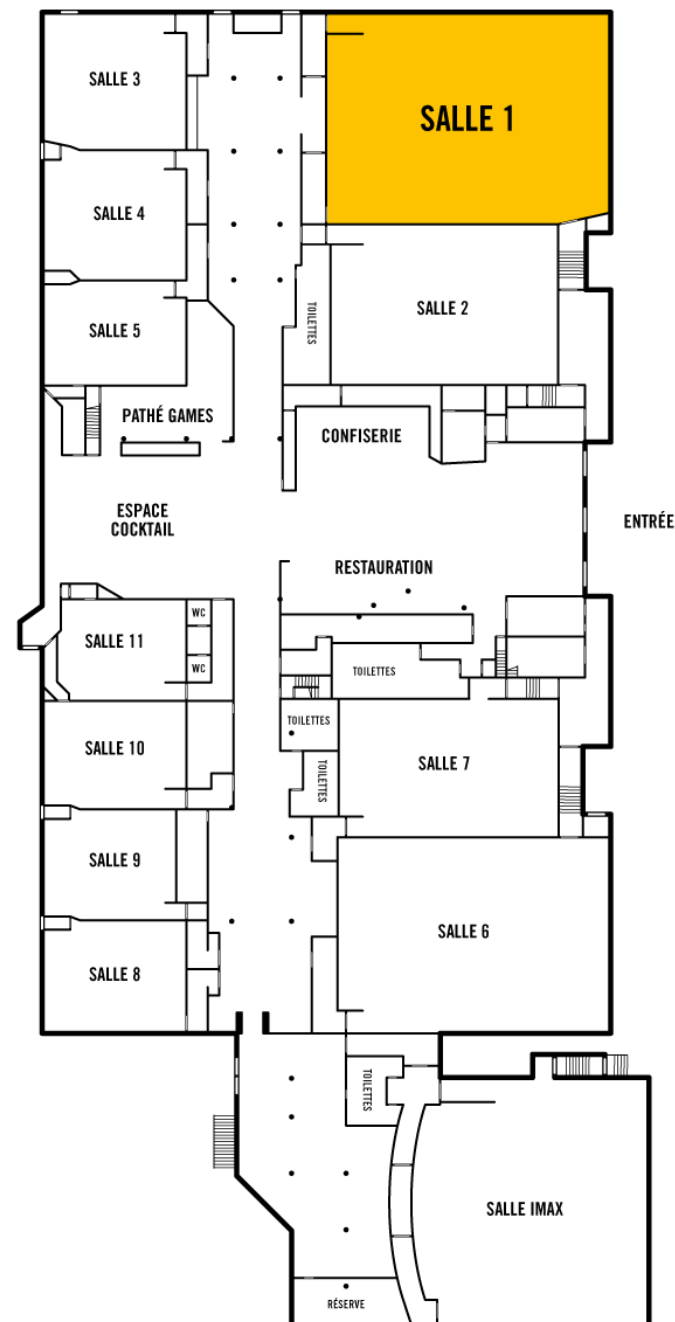 SALLE 3
SALLE 1
SALLE 4
SALLE 2
TOILETTES
SALLE 5
PATHÉ GAMES
CONFISERIE
ESPACE
COCKTAIL
ENTRÉE
RESTAURATION
WC
SALLE 11
WC
TOILETTES
TOILETTES
SALLE 10
SALLE 7
TOILETTES
SALLE 9
SALLE 6
SALLE 8
TOILETTES
SALLE IMAX
RÉSERVE